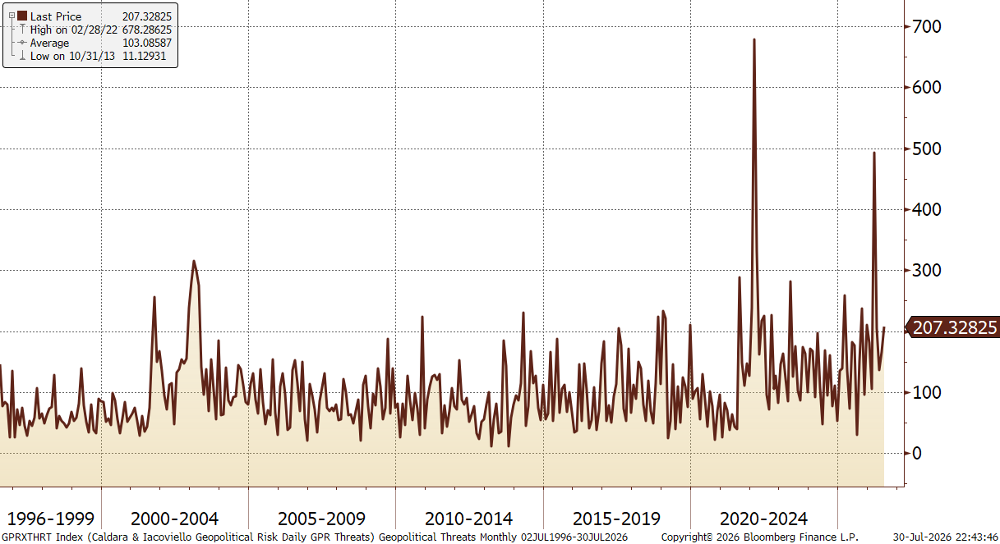 Last Price 207.32825
High on 02/28/22 678.28625
Average 103.08587
Low on 10/31/13 11.12931
700
600
500
400
300
207.32825
100
0
1996-1999 2000-2004 2005-2009 2010-2014 2015-2019 2020-2024
GPRXTHRT Index (Caldara & Iacoviello Geopolitical Risk Daily GPR Threats) Geopolitical Threats Monthly 02JUL1996-30JUL2026 Copyright© 2026 Bloomberg Finance L.P. 30-Jul-2026 22:43:46